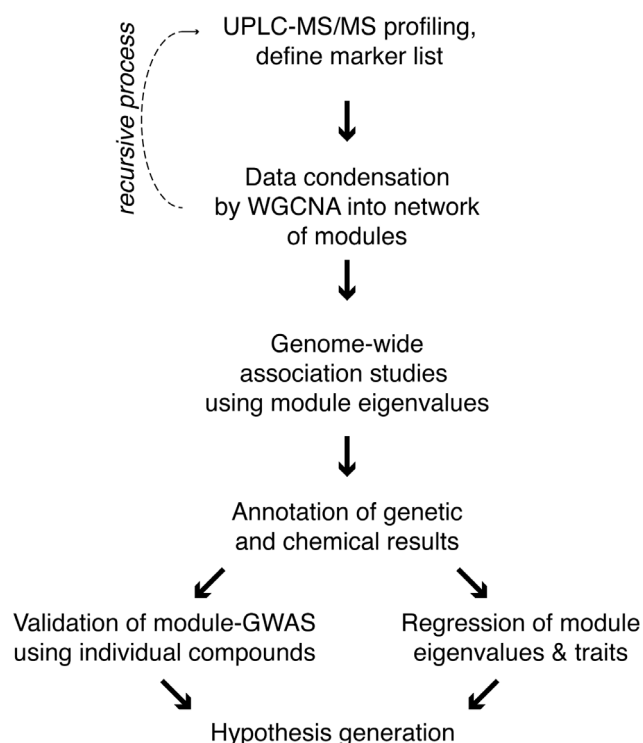 recursive process
UPLC-MS/MS profiling,
define marker list
Data condensation
by WGCNA into network
of modules
Genome-wide
association studies
using module eigenvalues
Annotation of genetic
and chemical results
Validation of module-GWAS
using individual compounds
Regression of module
eigenvalues & traits
Hypothesis generation